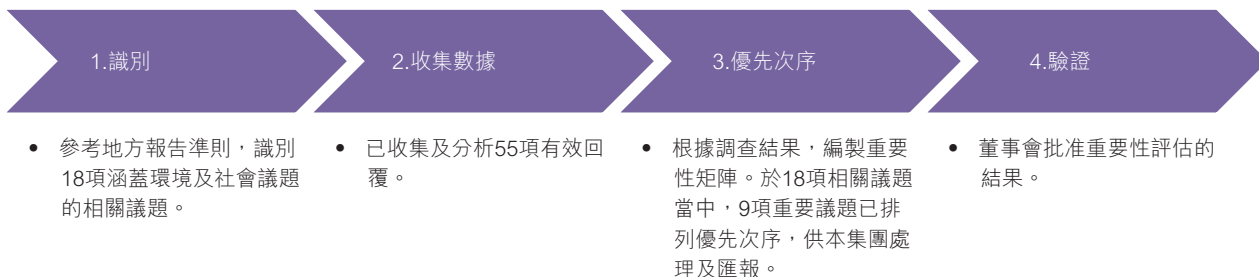 1.識別
2.收集數據
3.優先次序
4.驗證
• 參考地方報告準則，識別
18項涵蓋環境及社會議題
的相關議題。
• 已收集及分析55項有效回
覆。
• 根據調查結果，編製重要
性矩陣。於18項相關議題
當中，9項重要議題已排
列優先次序，供本集團處
理及匯報。
• 董事會批准重要性評估的
結果。